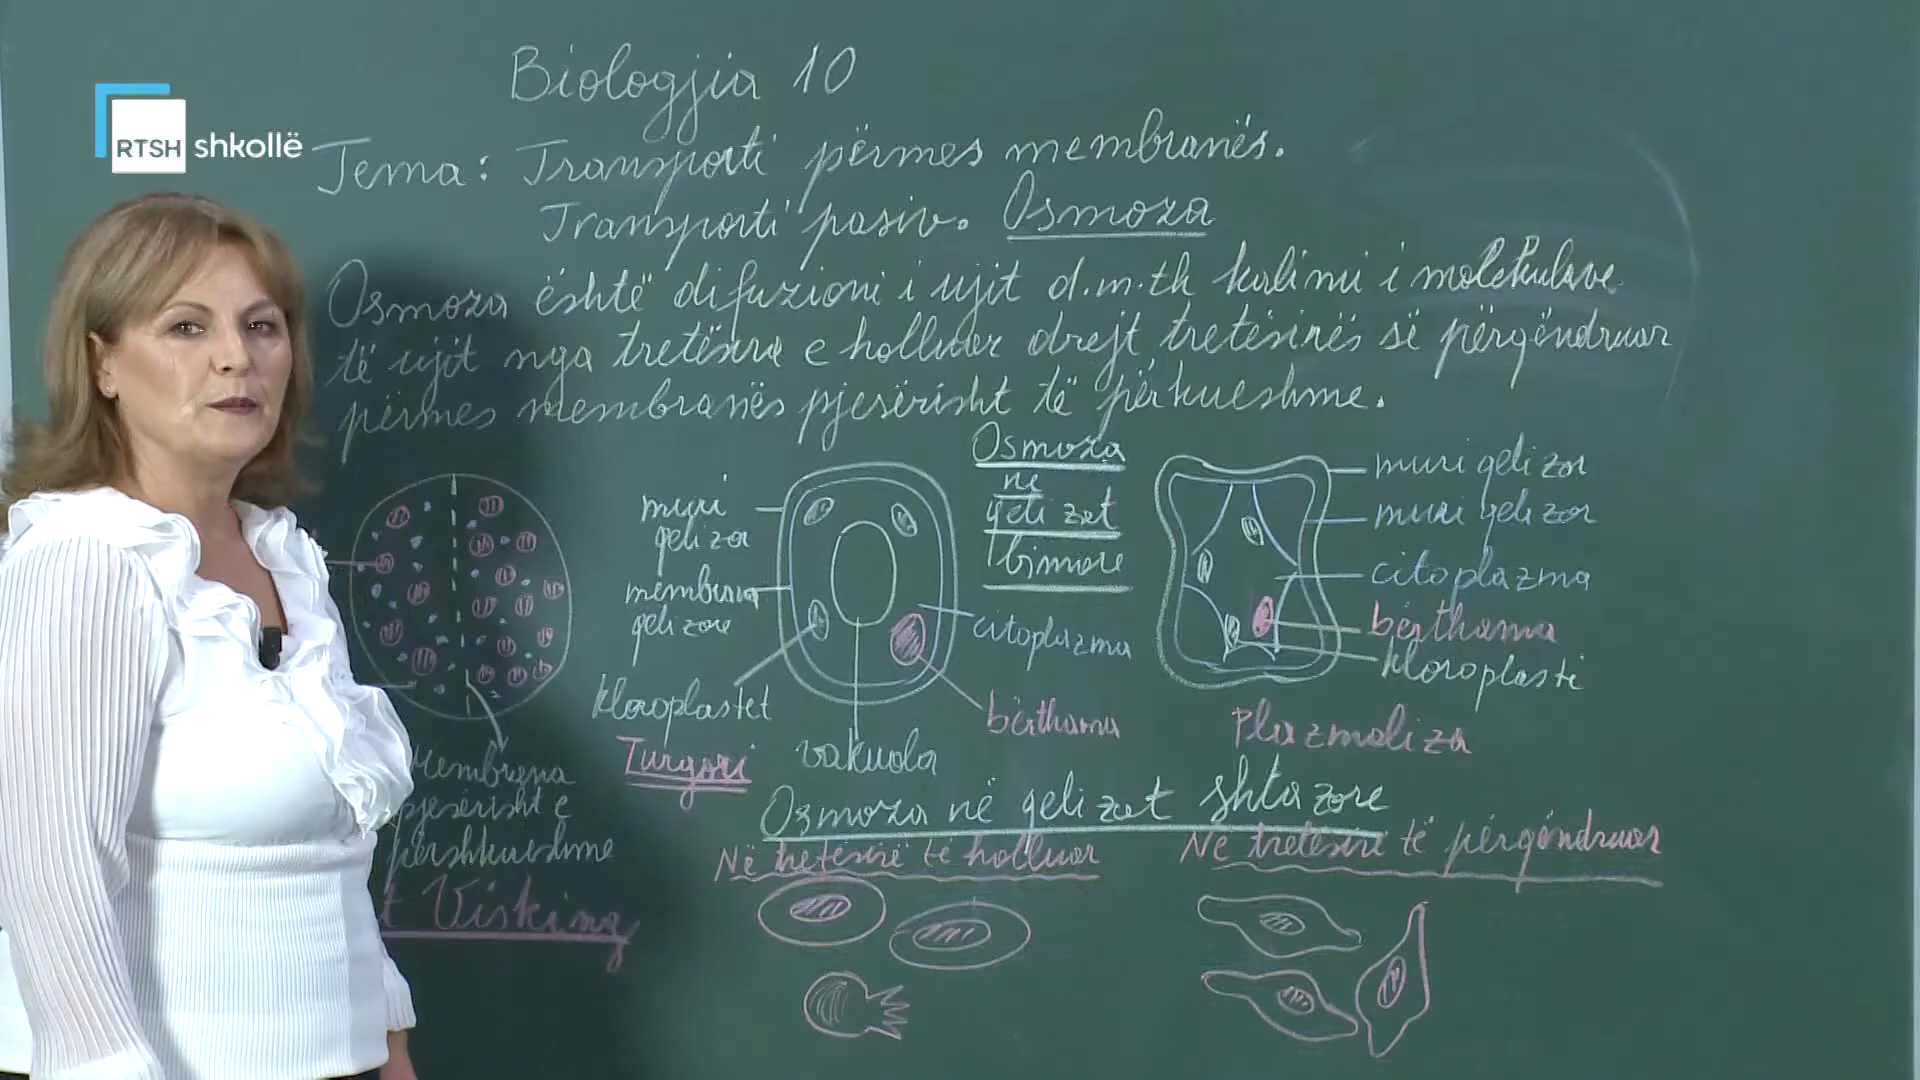 RTSH shkollë
Biologjia 10
Tema: Transporti përmes membranës.
Transporti pasiv. Osmoza
Osmoza është difuzioni i ujit d.m.th kalimi i molekulave
të ujit nga tretësira e holluar drejt tretësirës së përqëndruar
përmes membranës pjesërisht të përkueshme.
Osmoza
në
qelizat
bimore
muri
qelizor
membrana
qelizore
kloroplastet
vakuola
bërthama
citoplazma
Turgori
muri qelizor
muri qelizor
citoplazma
bërthama
kloroplasti
Plazmoliza
Membrana
pjesërisht e
përshkueshme
t Visking
Osmoza në qelizat shtazore
Në tretësirë të holluar
Në tretësirë të përqëndruar